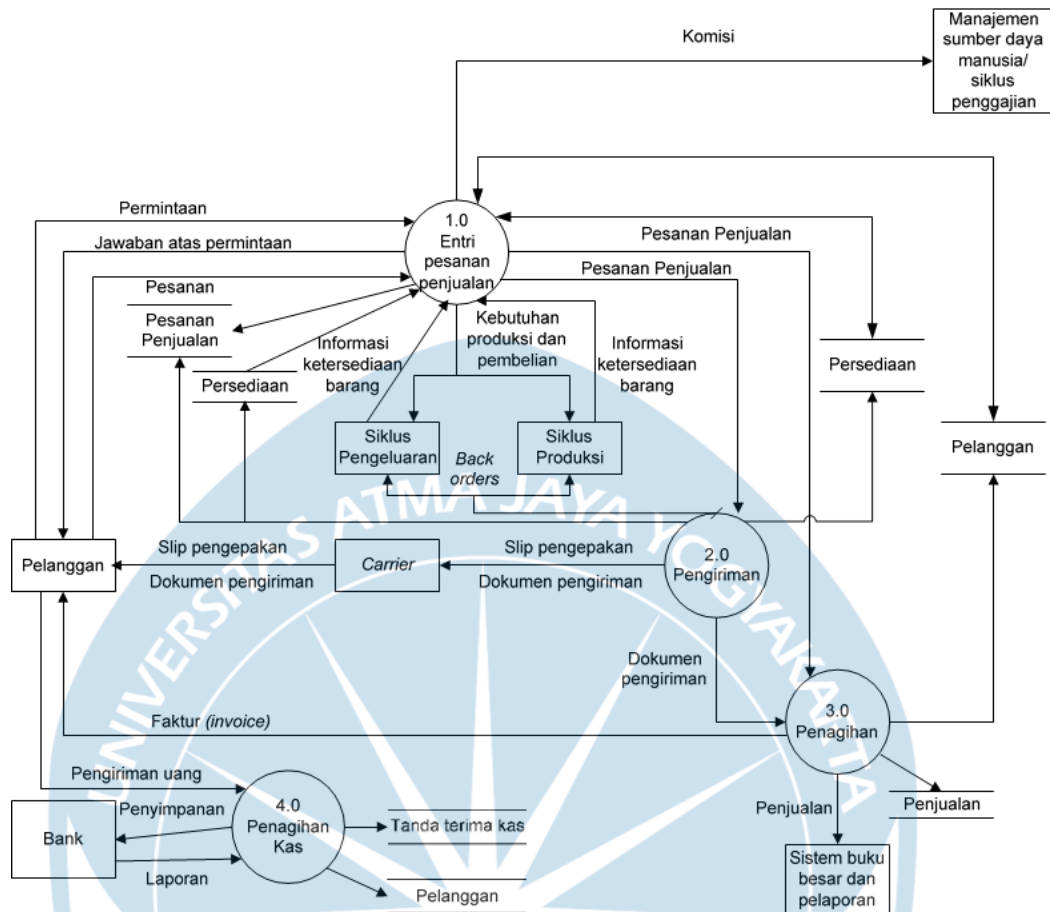 Komisi
Manajemen
sumber daya
manusia/
siklus
penggajian
Permintaan
Jawaban atas permintaan
Pesanan
1.0
Entri
pesanan
penjualan
Pesanan Penjualan
Pesanan Penjualan
Pesanan
Penjualan
Persediaan
Informasi
ketersediaan
barang
Kebutuhan
produksi dan
pembelian
Informasi
ketersediaan
barang
Persediaan
Pelanggan
Siklus
Pengeluaran
Back
orders
Siklus
Produksi
UNIVERSITAS ATMA JAYA YOGYAKARTA
Pelanggan
Slip pengepakan
Dokumen pengiriman
Carrier
Slip pengepakan
Dokumen pengiriman
2.0
Pengiriman
Dokumen
pengiriman
Faktur (invoice)
3.0
Penagihan
Pengiriman uang
Penyimpanan
Bank
Laporan
4.0
Penagihan
Kas
Tanda terima kas
Pelanggan
Penjualan
Penjualan
Sistem buku
besar dan
pelaporan